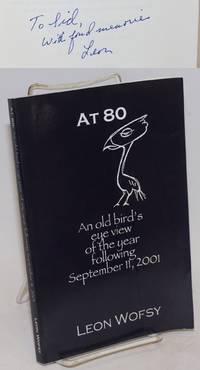 To Sid,
With fond memories
Leon
AT 80
An old bird's
eye view
of the year
following
September 11, 2001
LEON WOFSY